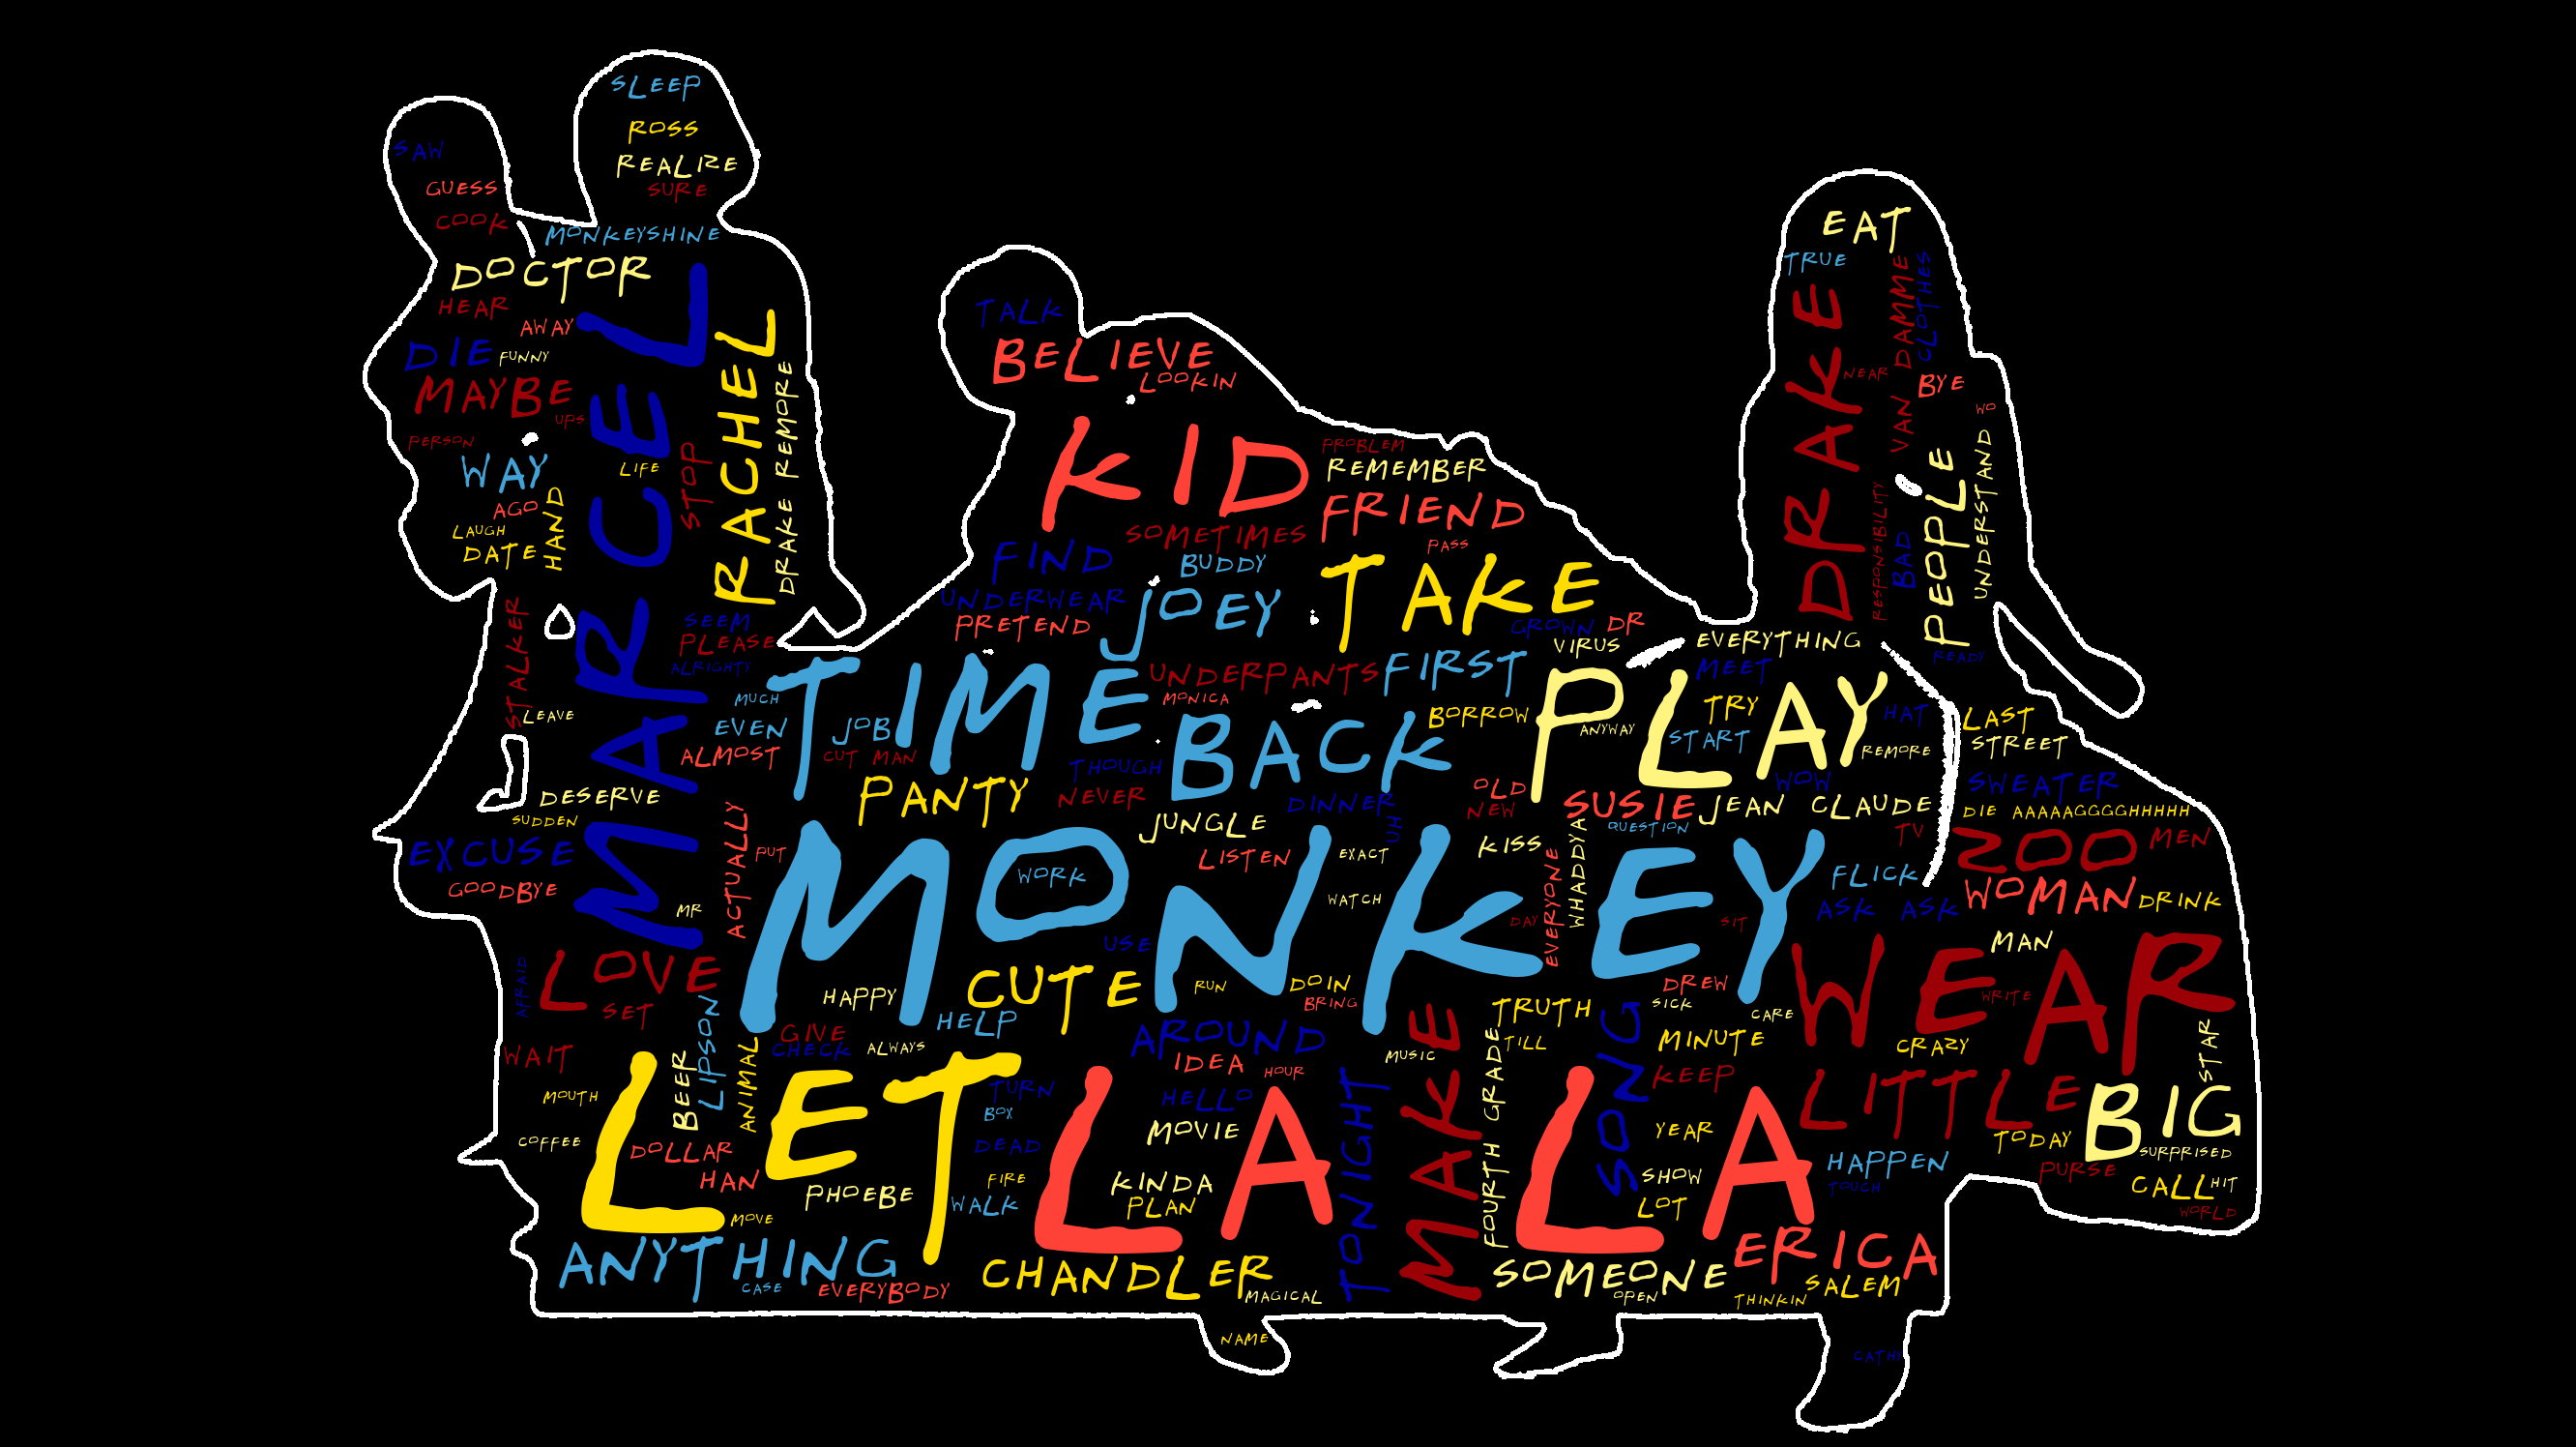 SLEEP
ROSS
REALIZE
SURE
SAW
GUESS
COOK
MONKEYSHINE
DOCTOR
HEAR
AWAY
DIE
FUNNY
MAYBE
UPS
PERSON
WAY
LIFE
AGO
LAUGH
DATE
HAND
MARCEL
STOP
RACHEL
DRAKE REMORE
STALKER
SEEM
PLEASE
ALRIGHTY
LEAVE
MUCH
EVEN
ALMOST
DESERVE
SUDDEN
EXCUSE
GOODBYE
MR
ACTUALLY
PUT
TALK
BELIEVE
LOOKIN
KID
PROBLEM
REMEMBER
FRIEND
SOMETIMES
PASS
FIND
BUDDY
UNDERWEAR
PRETEND
JOEY
TAKE
GROWN
DR
VIRUS
TIME
JOB
CUT MAN
UNDERPANTS
MONICA
FIRST
BACK
BORROW
THOUGH
NEVER
PANTY
JUNGLE
DINNER
UH
OLD
NEW
LISTEN
EXACT
WATCH
KISS
EAT
TRUE
DRAKE
NEAR
VAN DAMME
CLOTHES
BYE
WO
RESPONSIBILITY
BAD
PEOPLE
UNDERSTAND
READY
EVERYTHING
MEET
PLAY
ANYWAY
TRY
START
HAT
REMORE
WOW
LAST
STREET
SWEATER
SUSIE
JEAN CLAUDE
QUESTION
WHADDYA
EVERYONE
DIE AAAAAGGGGHHHHH
TV
ZOO
MEN
FLICK
ASK ASK
WOMAN
DRINK
MAN
MONKEY
WORK
USE
DAY
SIT
LOVE
SET
AFRAID
WAIT
HAPPY
CUTE
RUN
DOIN
BRING
DREW
SICK
CARE
WEAR
WRITE
LIPSON
GIVE
CHECK
ALWAYS
HELP
AROUND
IDEA
HOUR
MUSIC
TRUTH
TILL
SONG
MINUTE
KEEP
CRAZY
STAR
MOUTH
COFFEE
BEER
ANIMAL
DOLLAR
HAN
LET
MOVE
PHOEBE
TURN
BOX
DEAD
FIRE
WALK
LA LA
HELLO
MOVIE
KINDA
PLAN
TONIGHT
MAKE
FOURTH GRADE
YEAR
SHOW
LOT
LITTLE
BIG
TODAY
SURPRISED
PURSE
HAPPEN
TOUCH
CALL
HIT
WORLD
ANYTHING
CASE
EVERYBODY
CHANDLER
MAGICAL
SOMEONE
OPEN
ERICA
THINKIN
SALEM
NAME
CATHI